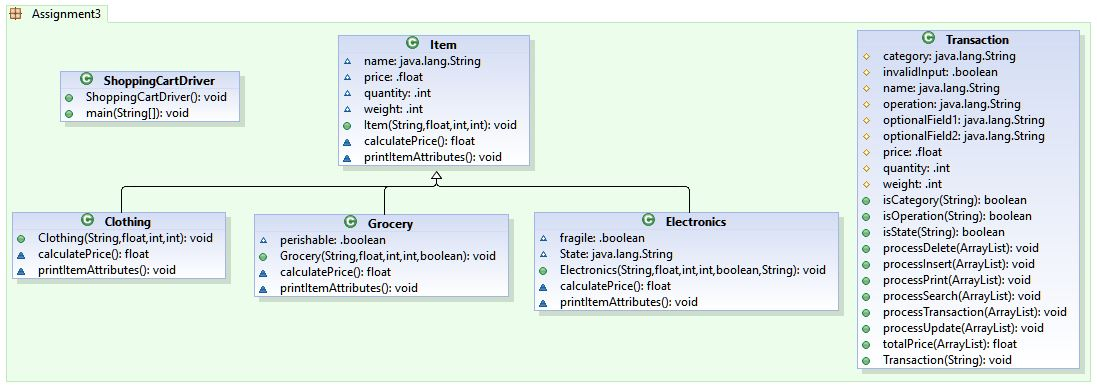 Assignment3
ShoppingCartDriver
ShoppingCartDriver(): void
main(String[]): void
Item
name: java.lang.String
price: .float
quantity: .int
weight: .int
Item(String,float,int,int): void
calculatePrice(): float
printItemAttributes(): void
Transaction
category: java.lang.String
invalidInput: .boolean
name: java.lang.String
operation: java.lang.String
optionalField1: java.lang.String
optionalField2: java.lang.String
price: .float
quantity: .int
weight: .int
isCategory(String): boolean
isOperation(String): boolean
isState(String): boolean
processDelete(ArrayList): void
processInsert(ArrayList): void
processPrint(ArrayList): void
processSearch(ArrayList): void
processTransaction(ArrayList): void
processUpdate(ArrayList): void
totalPrice(ArrayList): float
Transaction(String): void
Clothing
Clothing(String,float,int,int): void
calculatePrice(): float
printItemAttributes(): void
Grocery
perishable: .boolean
Grocery(String,float,int,int,boolean): void
calculatePrice(): float
printItemAttributes(): void
Electronics
fragile: .boolean
State: java.lang.String
Electronics(String,float,int,int,boolean,String): void
calculatePrice(): float
printItemAttributes(): void